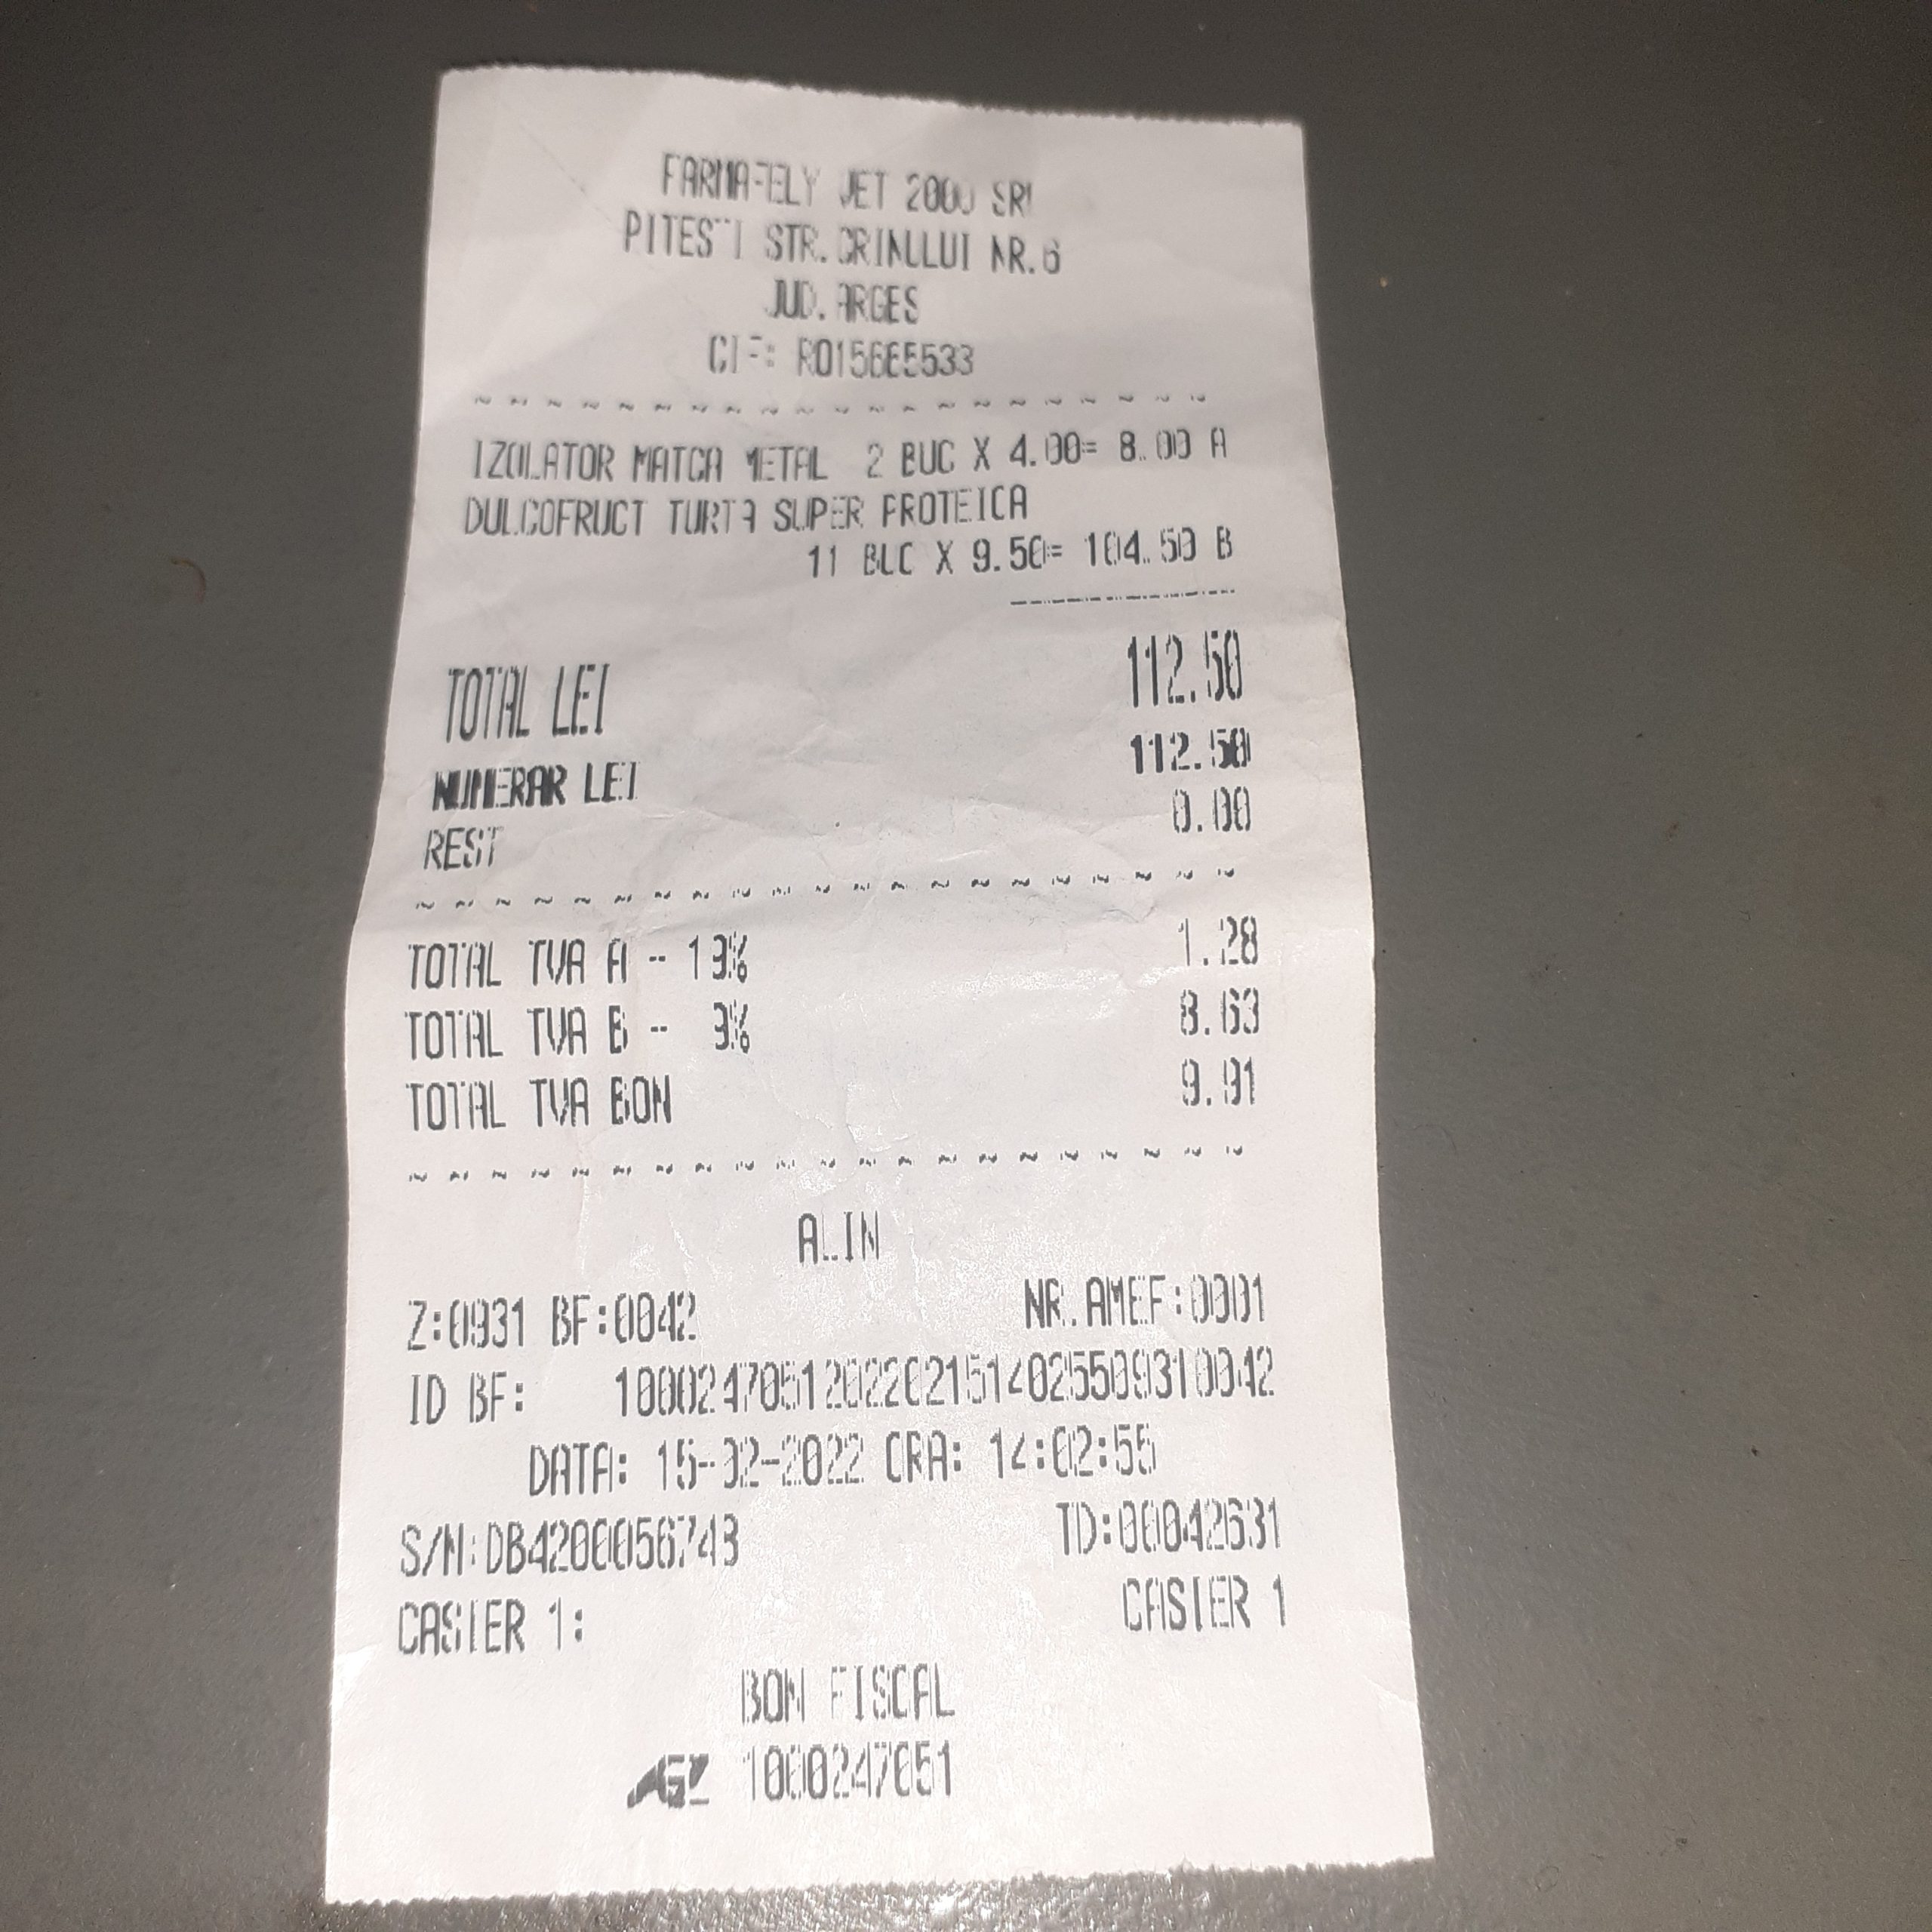 FARMAFELY JET 2000 SRL
PITESTI STR.CRINULUI NR.6
JUD. ARGES
CIF:
IZOLATOR MATCA METAL 2 BUC X 4.00= 8.00 A
DULCOFRUCT TURTA SUPER PROTEICA
11 BUC X 9.50= 104.50 B
TOTAL LEI 112.50
NUMERAR LEI 112.50
REST 0.00
TOTAL TVA A - 19% 1.28
TOTAL TVA B - 9% 8.63
TOTAL TVA BON 9.91
ALIN
Z:0931 BF:0042 NR.AMEF:0001
ID BF: 10002470512022021514025509310042
DATA: 15-02-2022 ORA: 14:02:55
S/N: TD:00042631
CASIER 1: CASIER 1
BON FISCAL
1000247051